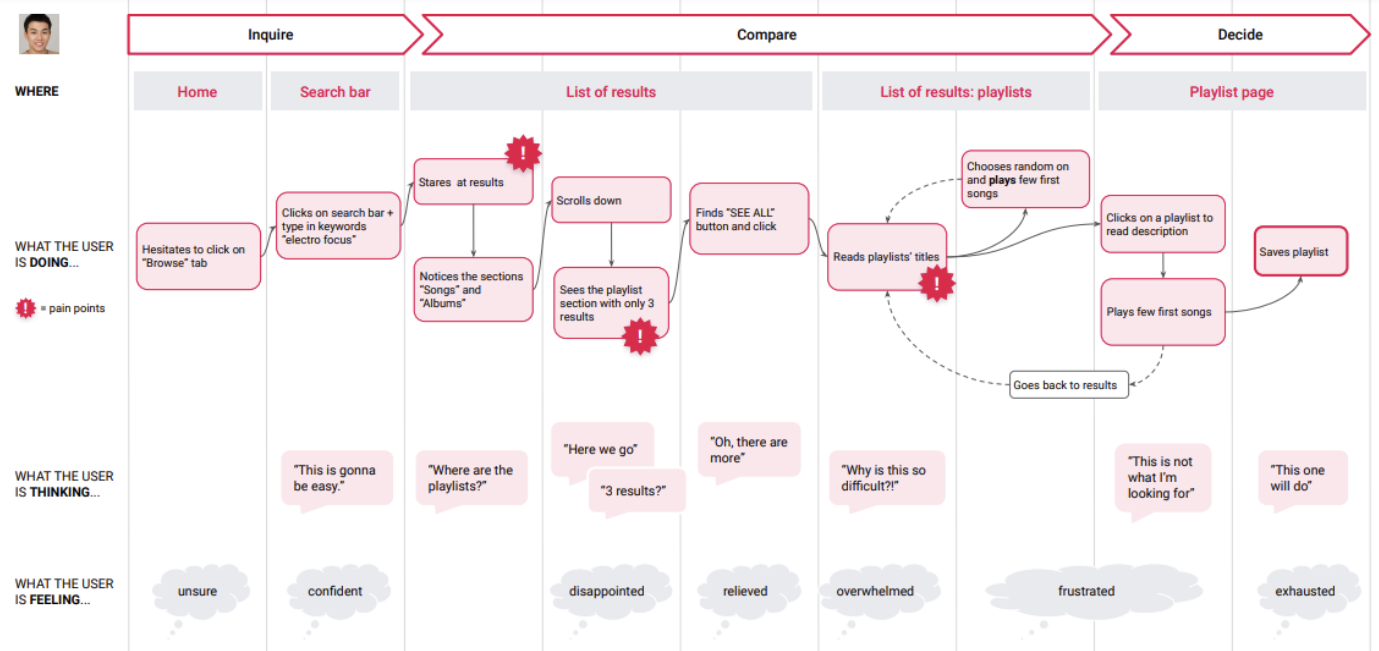 Inquire
Compare
Decide
WHERE
Home
Search bar
List of results
List of results: playlists
Playlist page
WHAT THE USER
IS DOING...
! = pain points
Hesitates to click on
"Browse" tab
Clicks on search bar +
type in keywords
"electro focus"
!
Stares at results
Notices the sections
"Songs" and
"Albums"
Scrolls down
Sees the playlist
section with only 3
results
!
Finds "SEE ALL"
button and click
Reads playlists' titles
!
Chooses random on
and plays few first
songs
Clicks on a playlist to
read description
Plays few first songs
Goes back to results
Saves playlist
WHAT THE USER
IS THINKING...
"This is gonna
be easy."
"Where are the
playlists?"
"Here we go"
"3 results?"
"Oh, there are
more"
"Why is this so
difficult?!"
"This is not
what I'm
looking for"
"This one
will do"
WHAT THE USER
IS FEELING...
unsure
confident
disappointed
relieved
overwhelmed
frustrated
exhausted